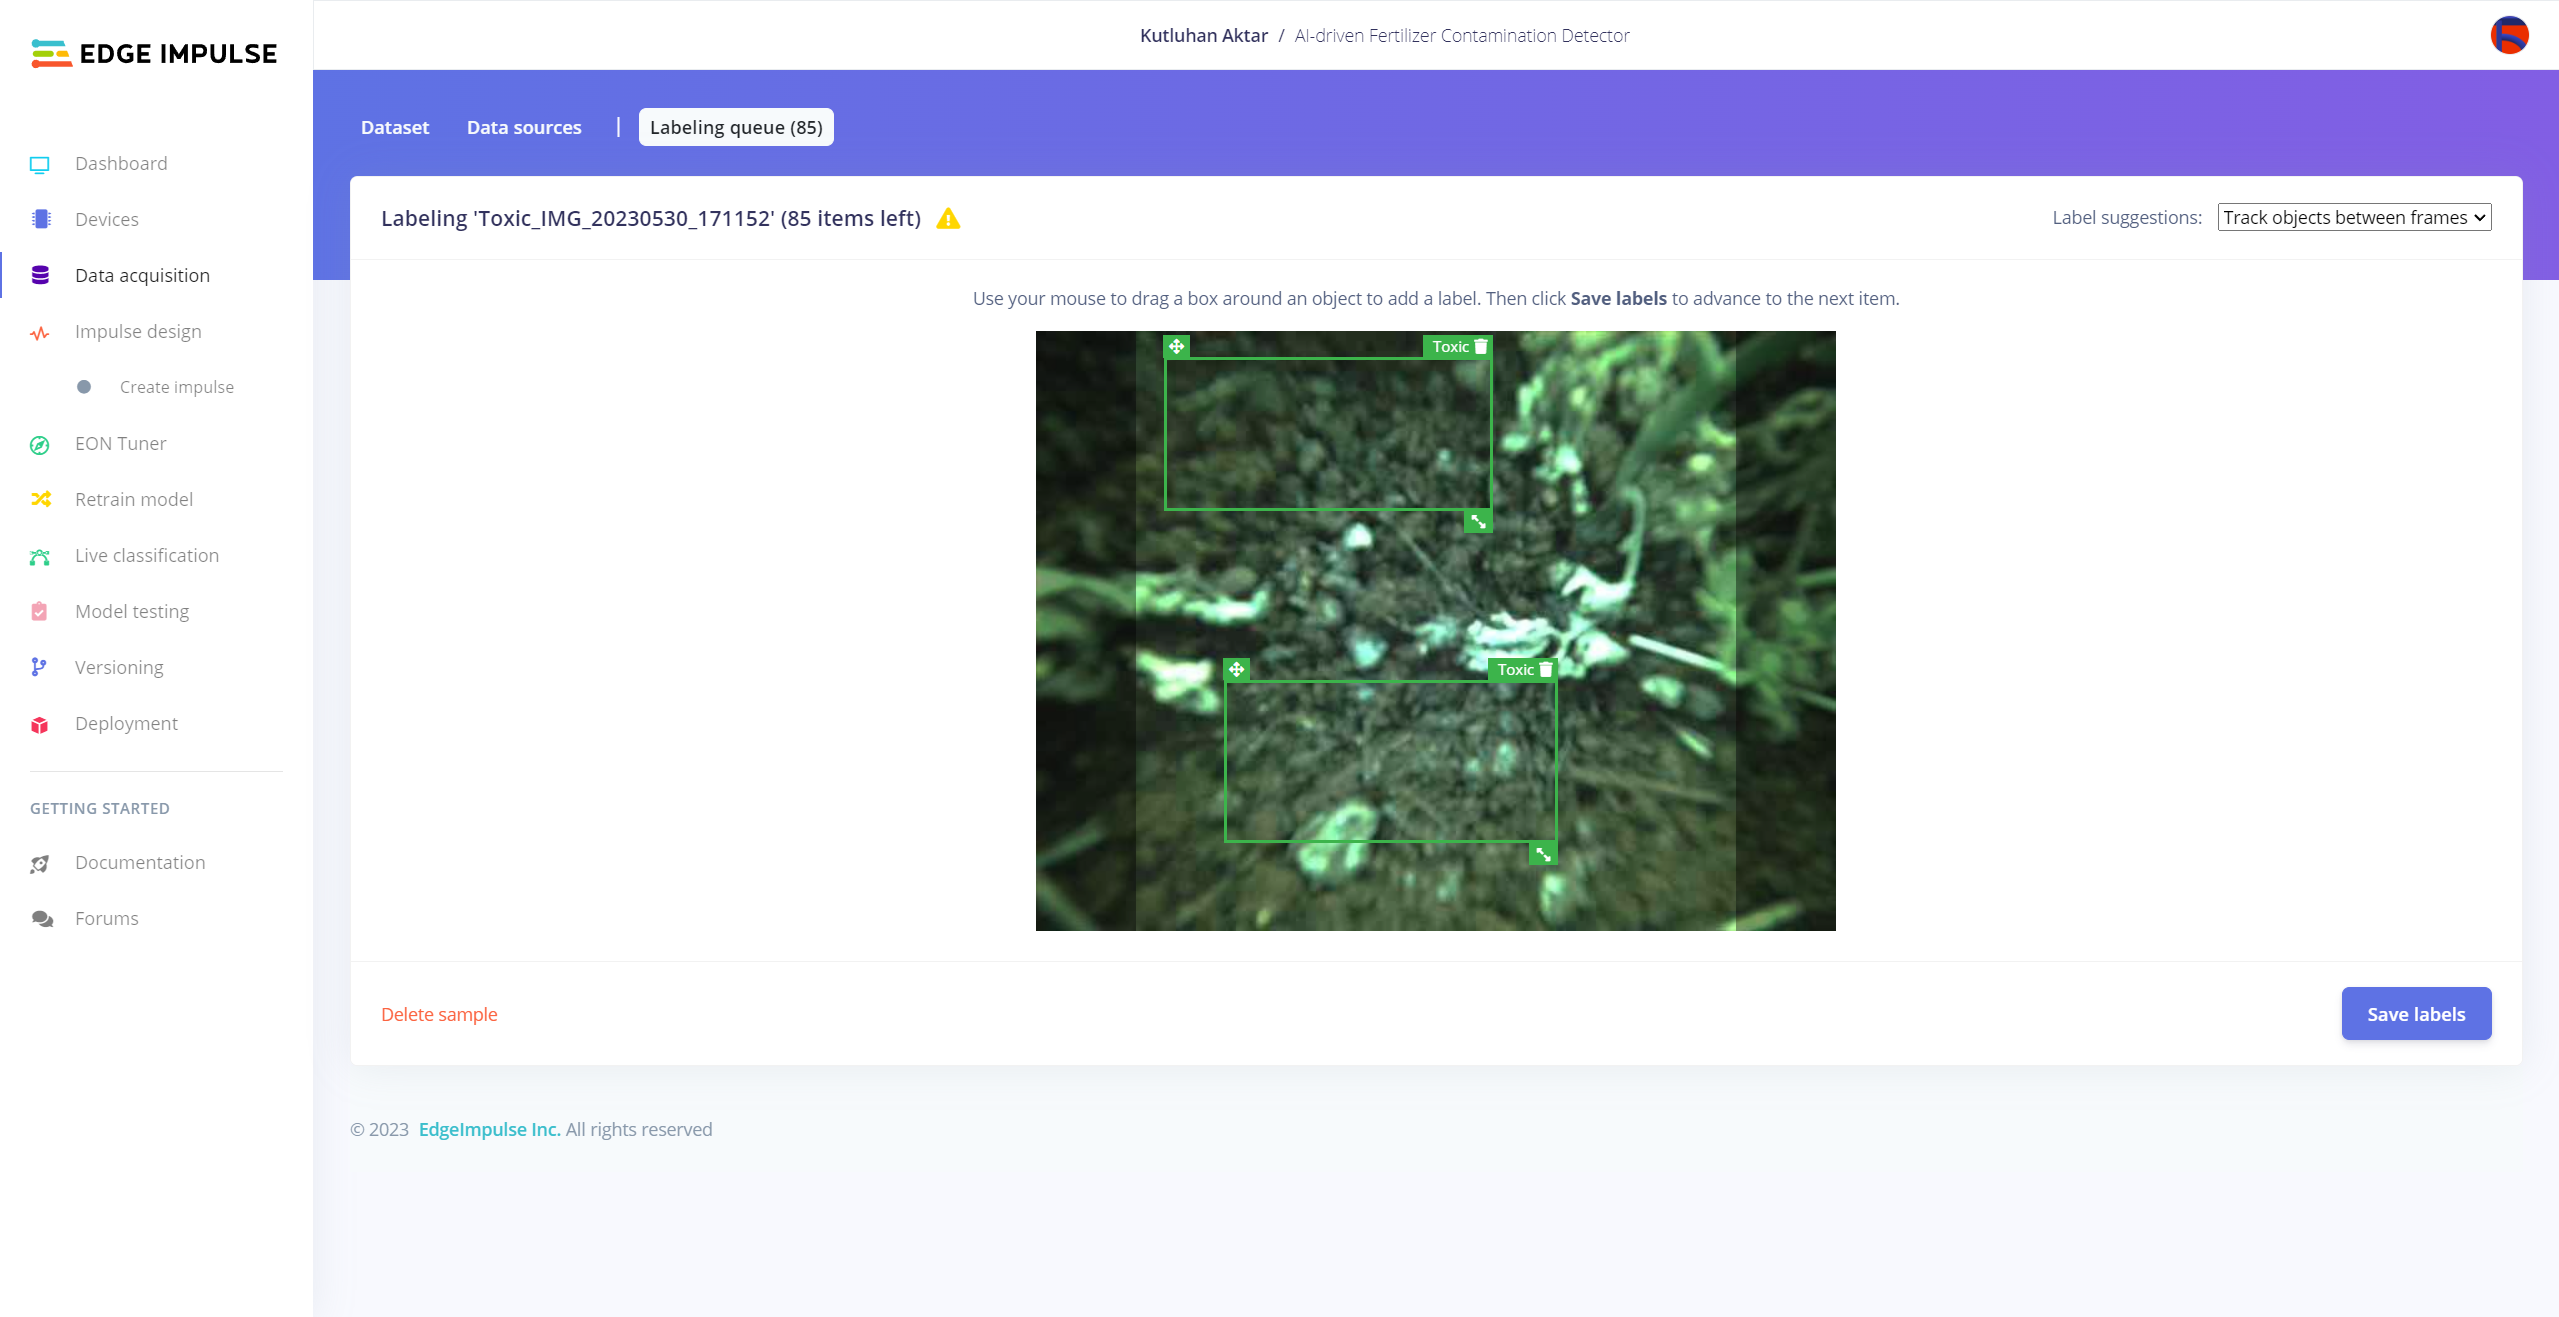 EDGE IMPULSE
Kutluhan Aktar / AI-driven Fertilizer Contamination Detector
Dashboard
Devices
Data acquisition
Impulse design
Create impulse
EON Tuner
Retrain model
Live classification
Model testing
Versioning
Deployment
GETTING STARTED
Documentation
Forums
Dataset
Data sources
Labeling queue (85)
Labeling 'Toxic_IMG_20230530_171152' (85 items left)
Label suggestions:
Track objects between frames
Use your mouse to drag a box around an object to add a label. Then click Save labels to advance to the next item.
Toxic
Toxic
Delete sample
Save labels
© 2023 EdgeImpulse Inc. All rights reserved